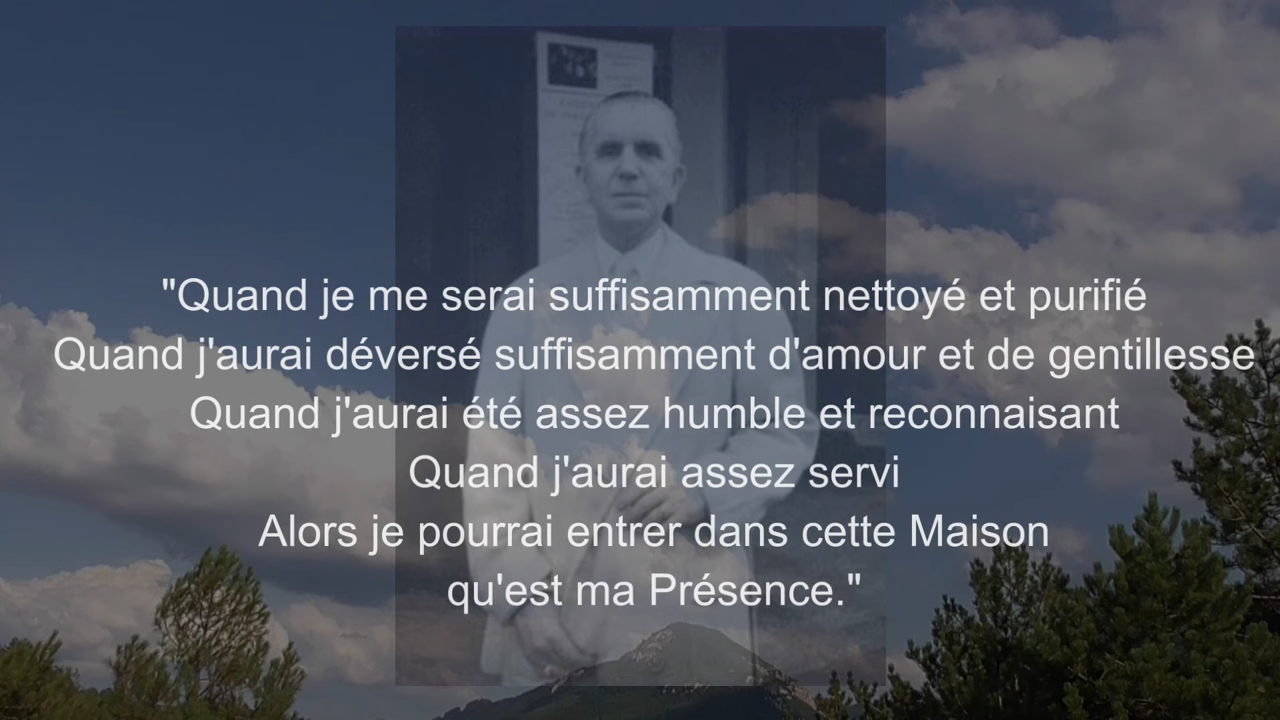 "Quand je me serai suffisamment nettoyé et purifié
Quand j'aurai déversé suffisamment d'amour et de gentillesse
Quand j'aurai été assez humble et reconnaisant
Quand j'aurai assez servi
Alors je pourrai entrer dans cette Maison
qu'est ma Présence."